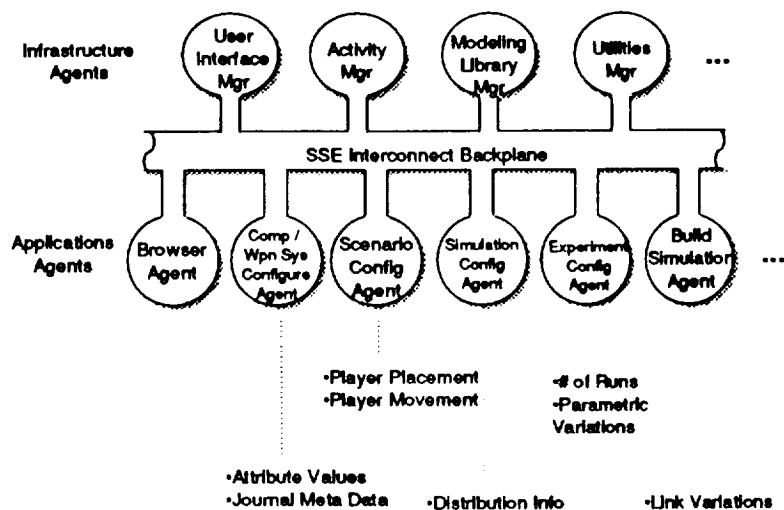 Infrastructure
Agents
User
Interface
Mgr
Activity
Mgr
Modeling
Library
Mgr
Utilities
Mgr
...
SSE Interconnect Backplane
Applications
Agents
Browser
Agent
Comp /
Wpn Sys
Configure
Agent
Scenario
Config
Agent
Simulation
Config
Agent
Experiment
Config
Agent
Build
Simulation
Agent
...
•Player Placement
•Player Movement
•# of Runs
•Parametric
Variations
•Attribute Values
•Journal Meta Data
•Distribution Info
•Link Variations